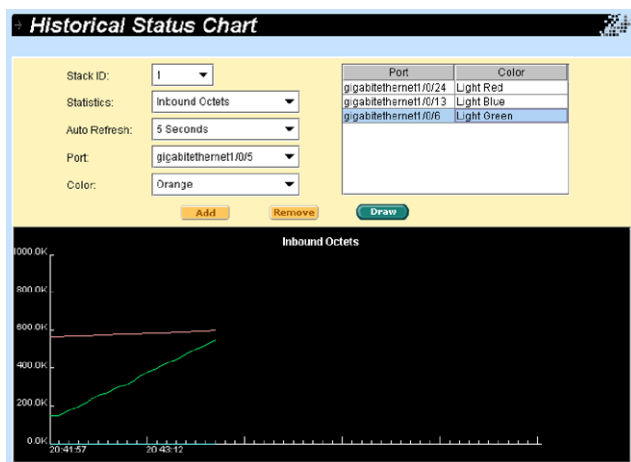 Historical Status Chart
Stack ID: 1
Statistics: Inbound Octets
Auto Refresh: 5 Seconds
Port: gigabitethernet1/0/5
Color: Orange
Port Color
gigabitethernet1/0/24 Light Red
gigabitethernet1/0/13 Light Blue
gigabitethernet1/0/6 Light Green
Add Remove Draw
Inbound Octets
1000.0K
800.0K
600.0K
400.0K
200.0K
0.0K
20:41:57 20:43:12